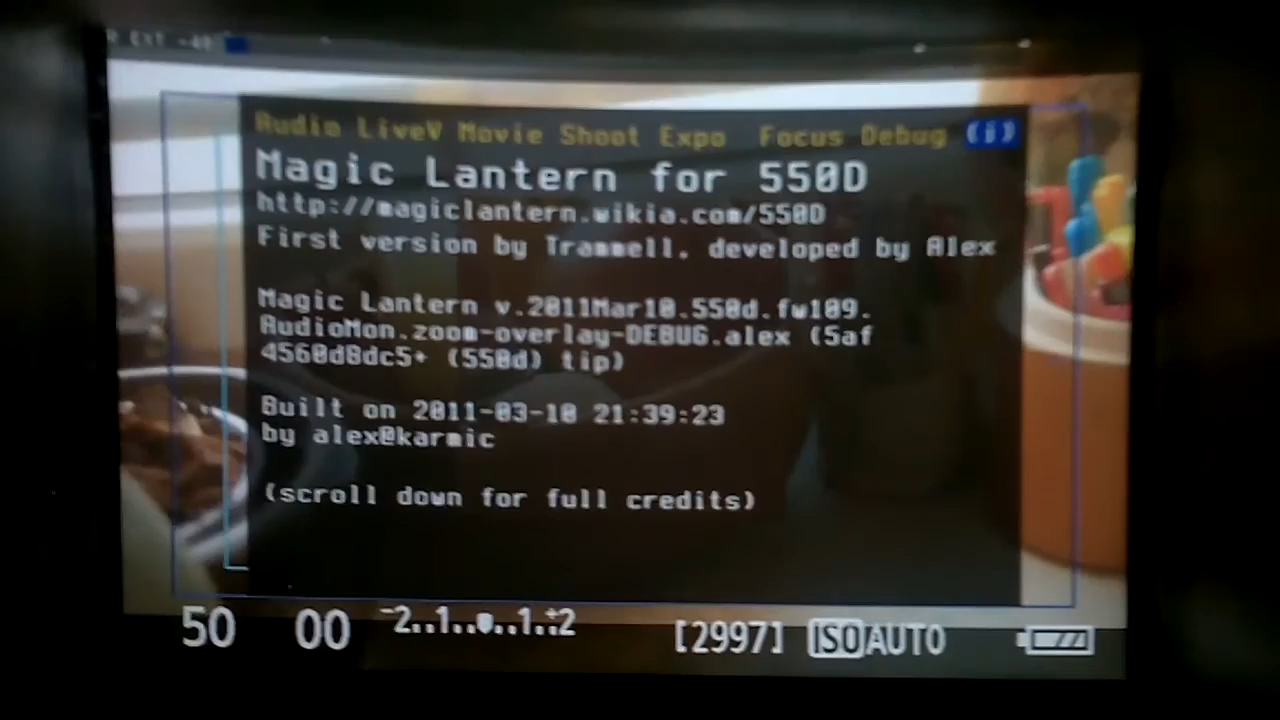 EXT -40
Audio LiveV Movie Shoot Expo Focus Debug (i)
Magic Lantern for 550D
http://magiclantern.wikia.com/550D
First version by Trammell, developed by Alex
Magic Lantern v.2011Mar10.550d.fw109.
AudioMon.zoom-overlay-DEBUG.alex (5af
4560d8dc5+ (550d) tip)
Built on 2011-03-10 21:39:23
by alex@karmic
(scroll down for full credits)
50 00 -2..1..0..1..+2 [2997] ISO AUTO